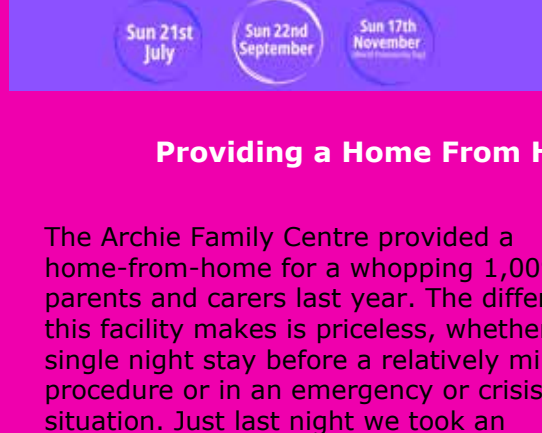 Sun 21st
July
Sun 22nd
September
Sun 17th
November
Providing a Home From H
The Archie Family Centre provided a
home-from-home for a whopping 1,00
parents and carers last year. The differ
this facility makes is priceless, whether
single night stay before a relatively mi
procedure or in an emergency or crisis
situation. Just last night we took an